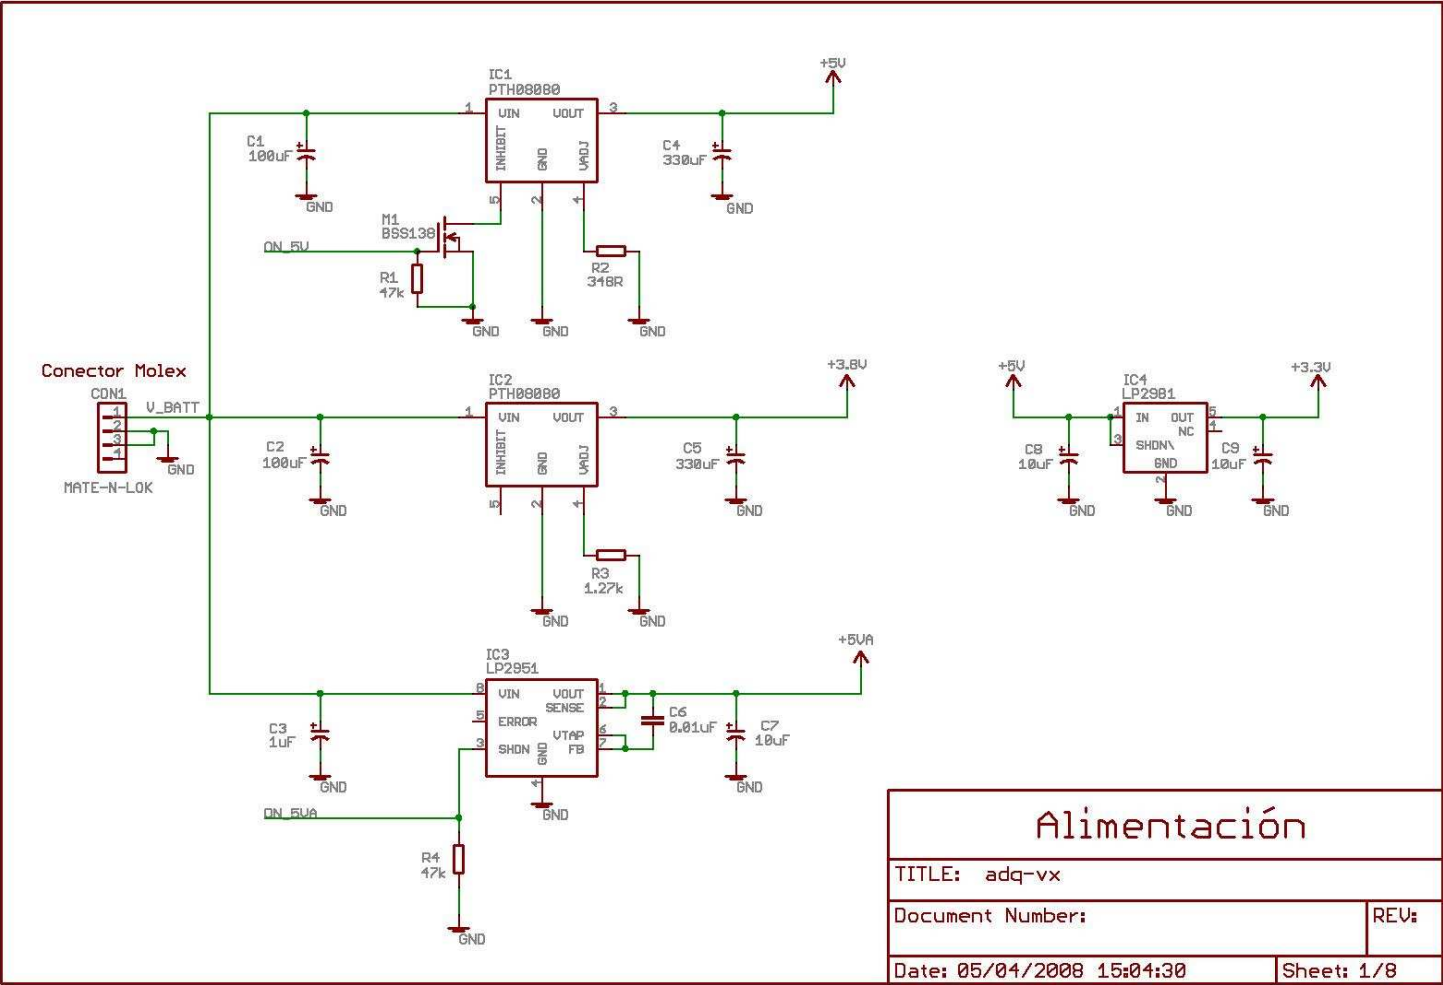 +5V
IC1
PTH08080
1 VIN VOUT 3
INHIBIT GND VADJ
5 2 4
C1
100uF
GND
C4
330uF
GND
M1
BSS138
ON_5V
R1
47k
R2
348R
GND GND GND
Conector Molex
CON1
1 V_BATT
2
3
4
GND
MATE-N-LOK
+3.8V
IC2
PTH08080
1 VIN VOUT 3
INHIBIT GND VADJ
5 2 4
C2
100uF
GND
C5
330uF
GND
R3
1.27k
GND GND
+5V
+3.3V
IC4
LP2981
1 IN OUT 5
NC 4
3 SHDN\
GND
2
C8
10uF
C9
10uF
GND GND GND
+5VA
IC3
LP2951
8 VIN VOUT 1
SENSE 2
5 ERROR
VTAP 6
3 SHDN GND FB 7
4
C3
1uF
GND
C6
0.01uF
C7
10uF
GND
GND
ON_5VA
R4
47k
GND
Alimentación
TITLE: adq-vx
Document Number:
REV:
Date: 05/04/2008 15:04:30
Sheet: 1/8